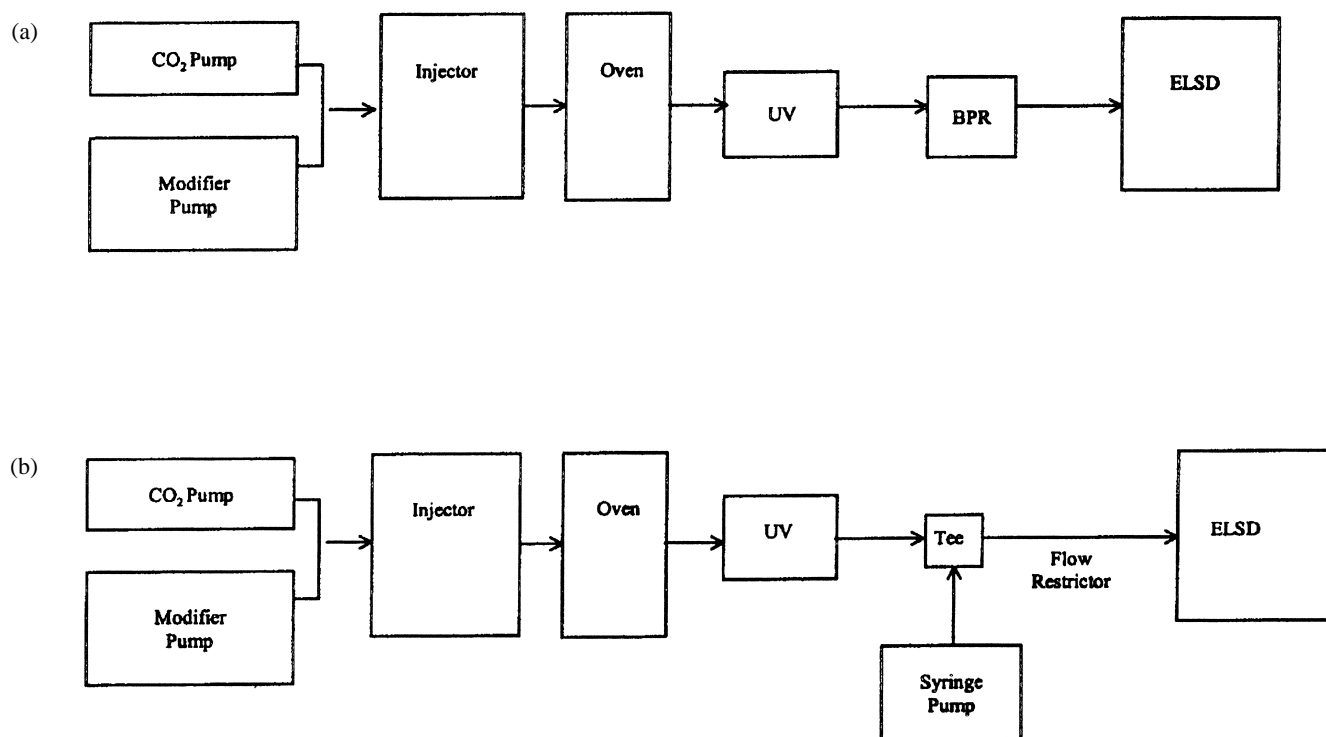 (a)
CO₂ Pump
Modifier
Pump
Injector
Oven
UV
BPR
ELSD
(b)
CO₂ Pump
Modifier
Pump
Injector
Oven
UV
Tee
Flow
Restrictor
Syringe
Pump
ELSD